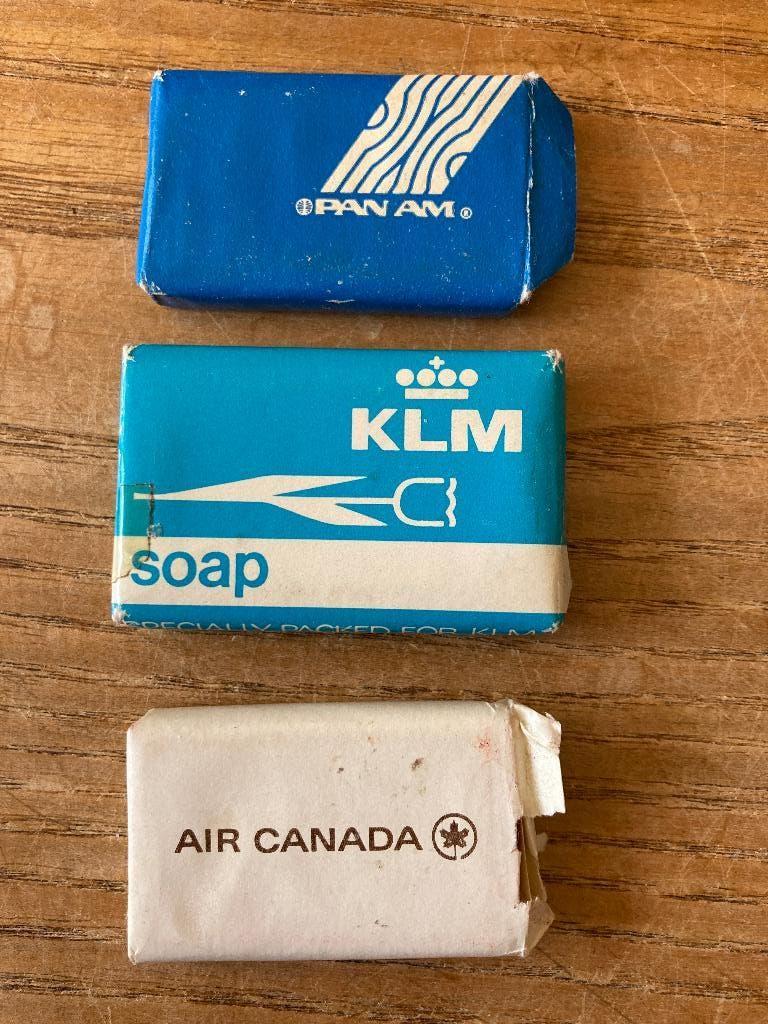 PAN AM ®
KLM
soap
SPECIALLY PACKED FOR KLM
AIR CANADA